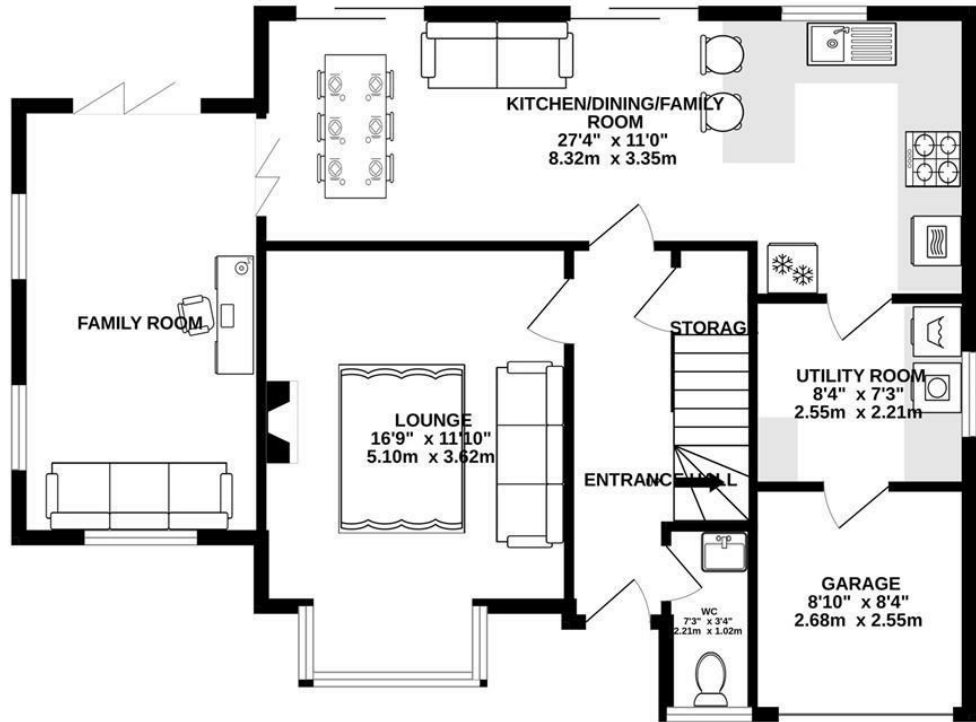 KITCHEN/DINING/FAMILY
ROOM
27'4" x 11'0"
8.32m x 3.35m
FAMILY ROOM
STORAGE
UTILITY ROOM
8'4" x 7'3"
2.55m x 2.21m
LOUNGE
16'9" x 11'10"
5.10m x 3.62m
ENTRANCE HALL
GARAGE
8'10" x 8'4"
2.68m x 2.55m
WC
7'3" x 3'4"
2.21m x 1.02m